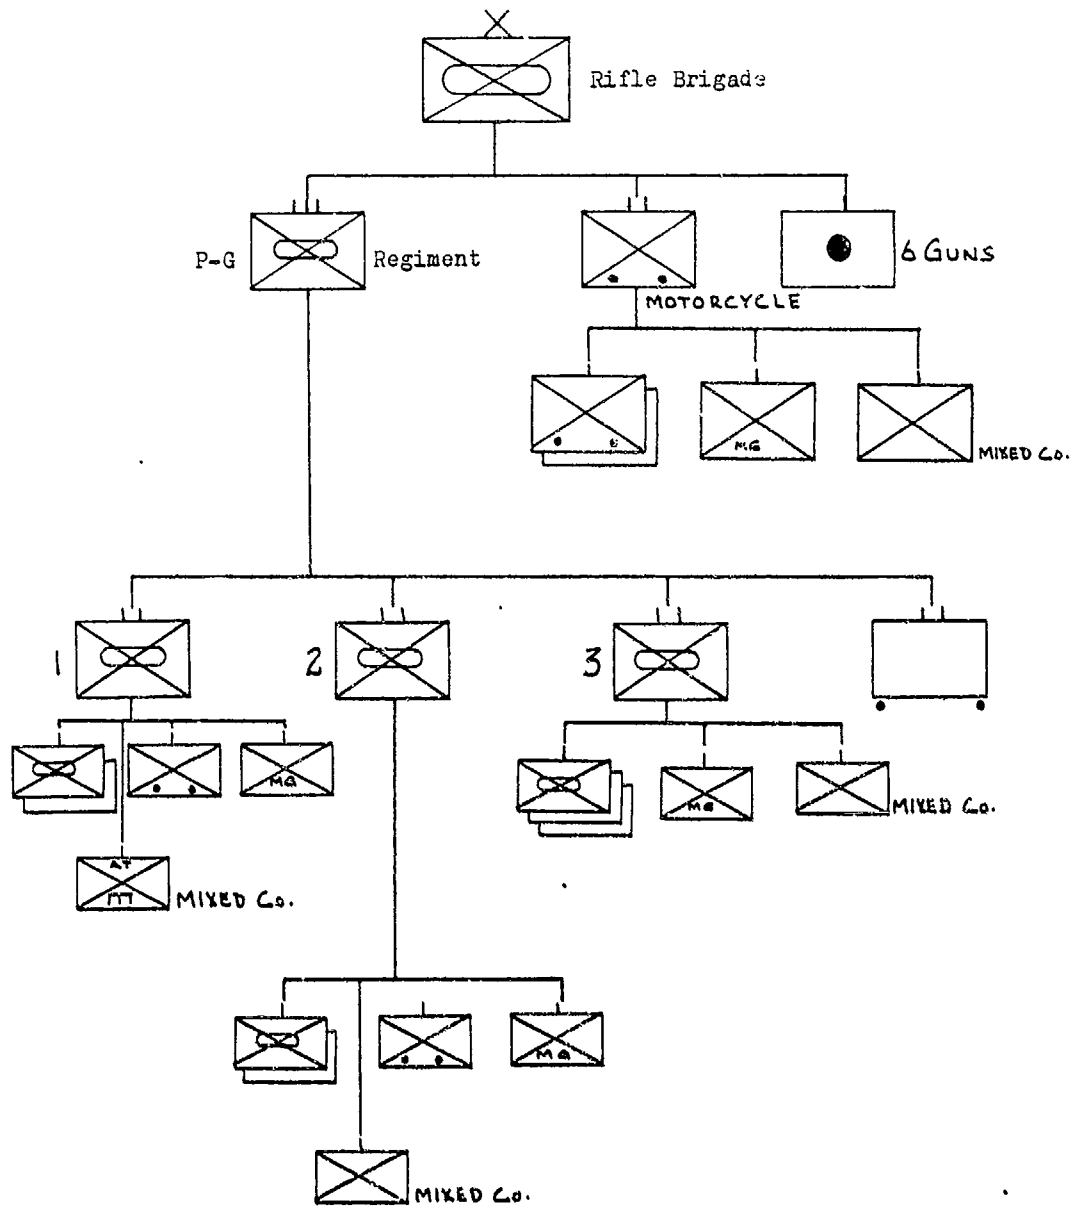 Rifle Brigade
P-G
Regiment
6 GUNS
MOTORCYCLE
MG
MIXED Co.
1
2
3
MG
MG
MIXED Co.
AT
MIXED Co.
MG
MIXED Co.